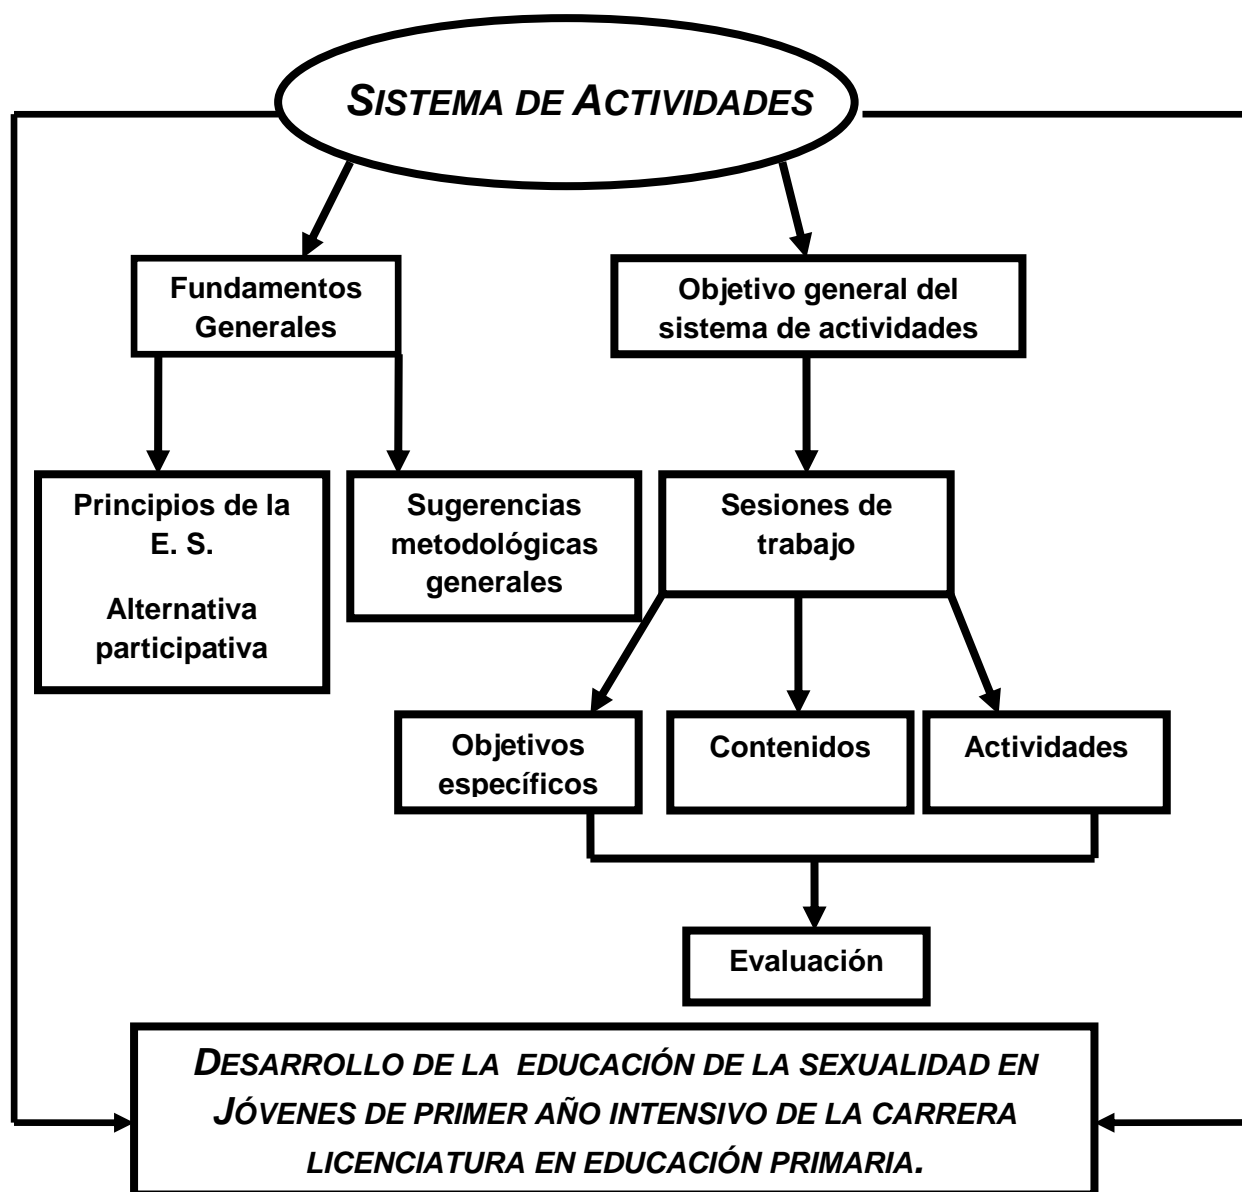 SISTEMA DE ACTIVIDADES
Fundamentos
Generales
Objetivo general del
sistema de actividades
Principios de la
E. S.
Alternativa
participativa
Sugerencias
metodológicas
generales
Sesiones de
trabajo
Objetivos
específicos
Contenidos
Actividades
Evaluación
DESARROLLO DE LA EDUCACIÓN DE LA SEXUALIDAD EN
JÓVENES DE PRIMER AÑO INTENSIVO DE LA CARRERA
LICENCIATURA EN EDUCACIÓN PRIMARIA.